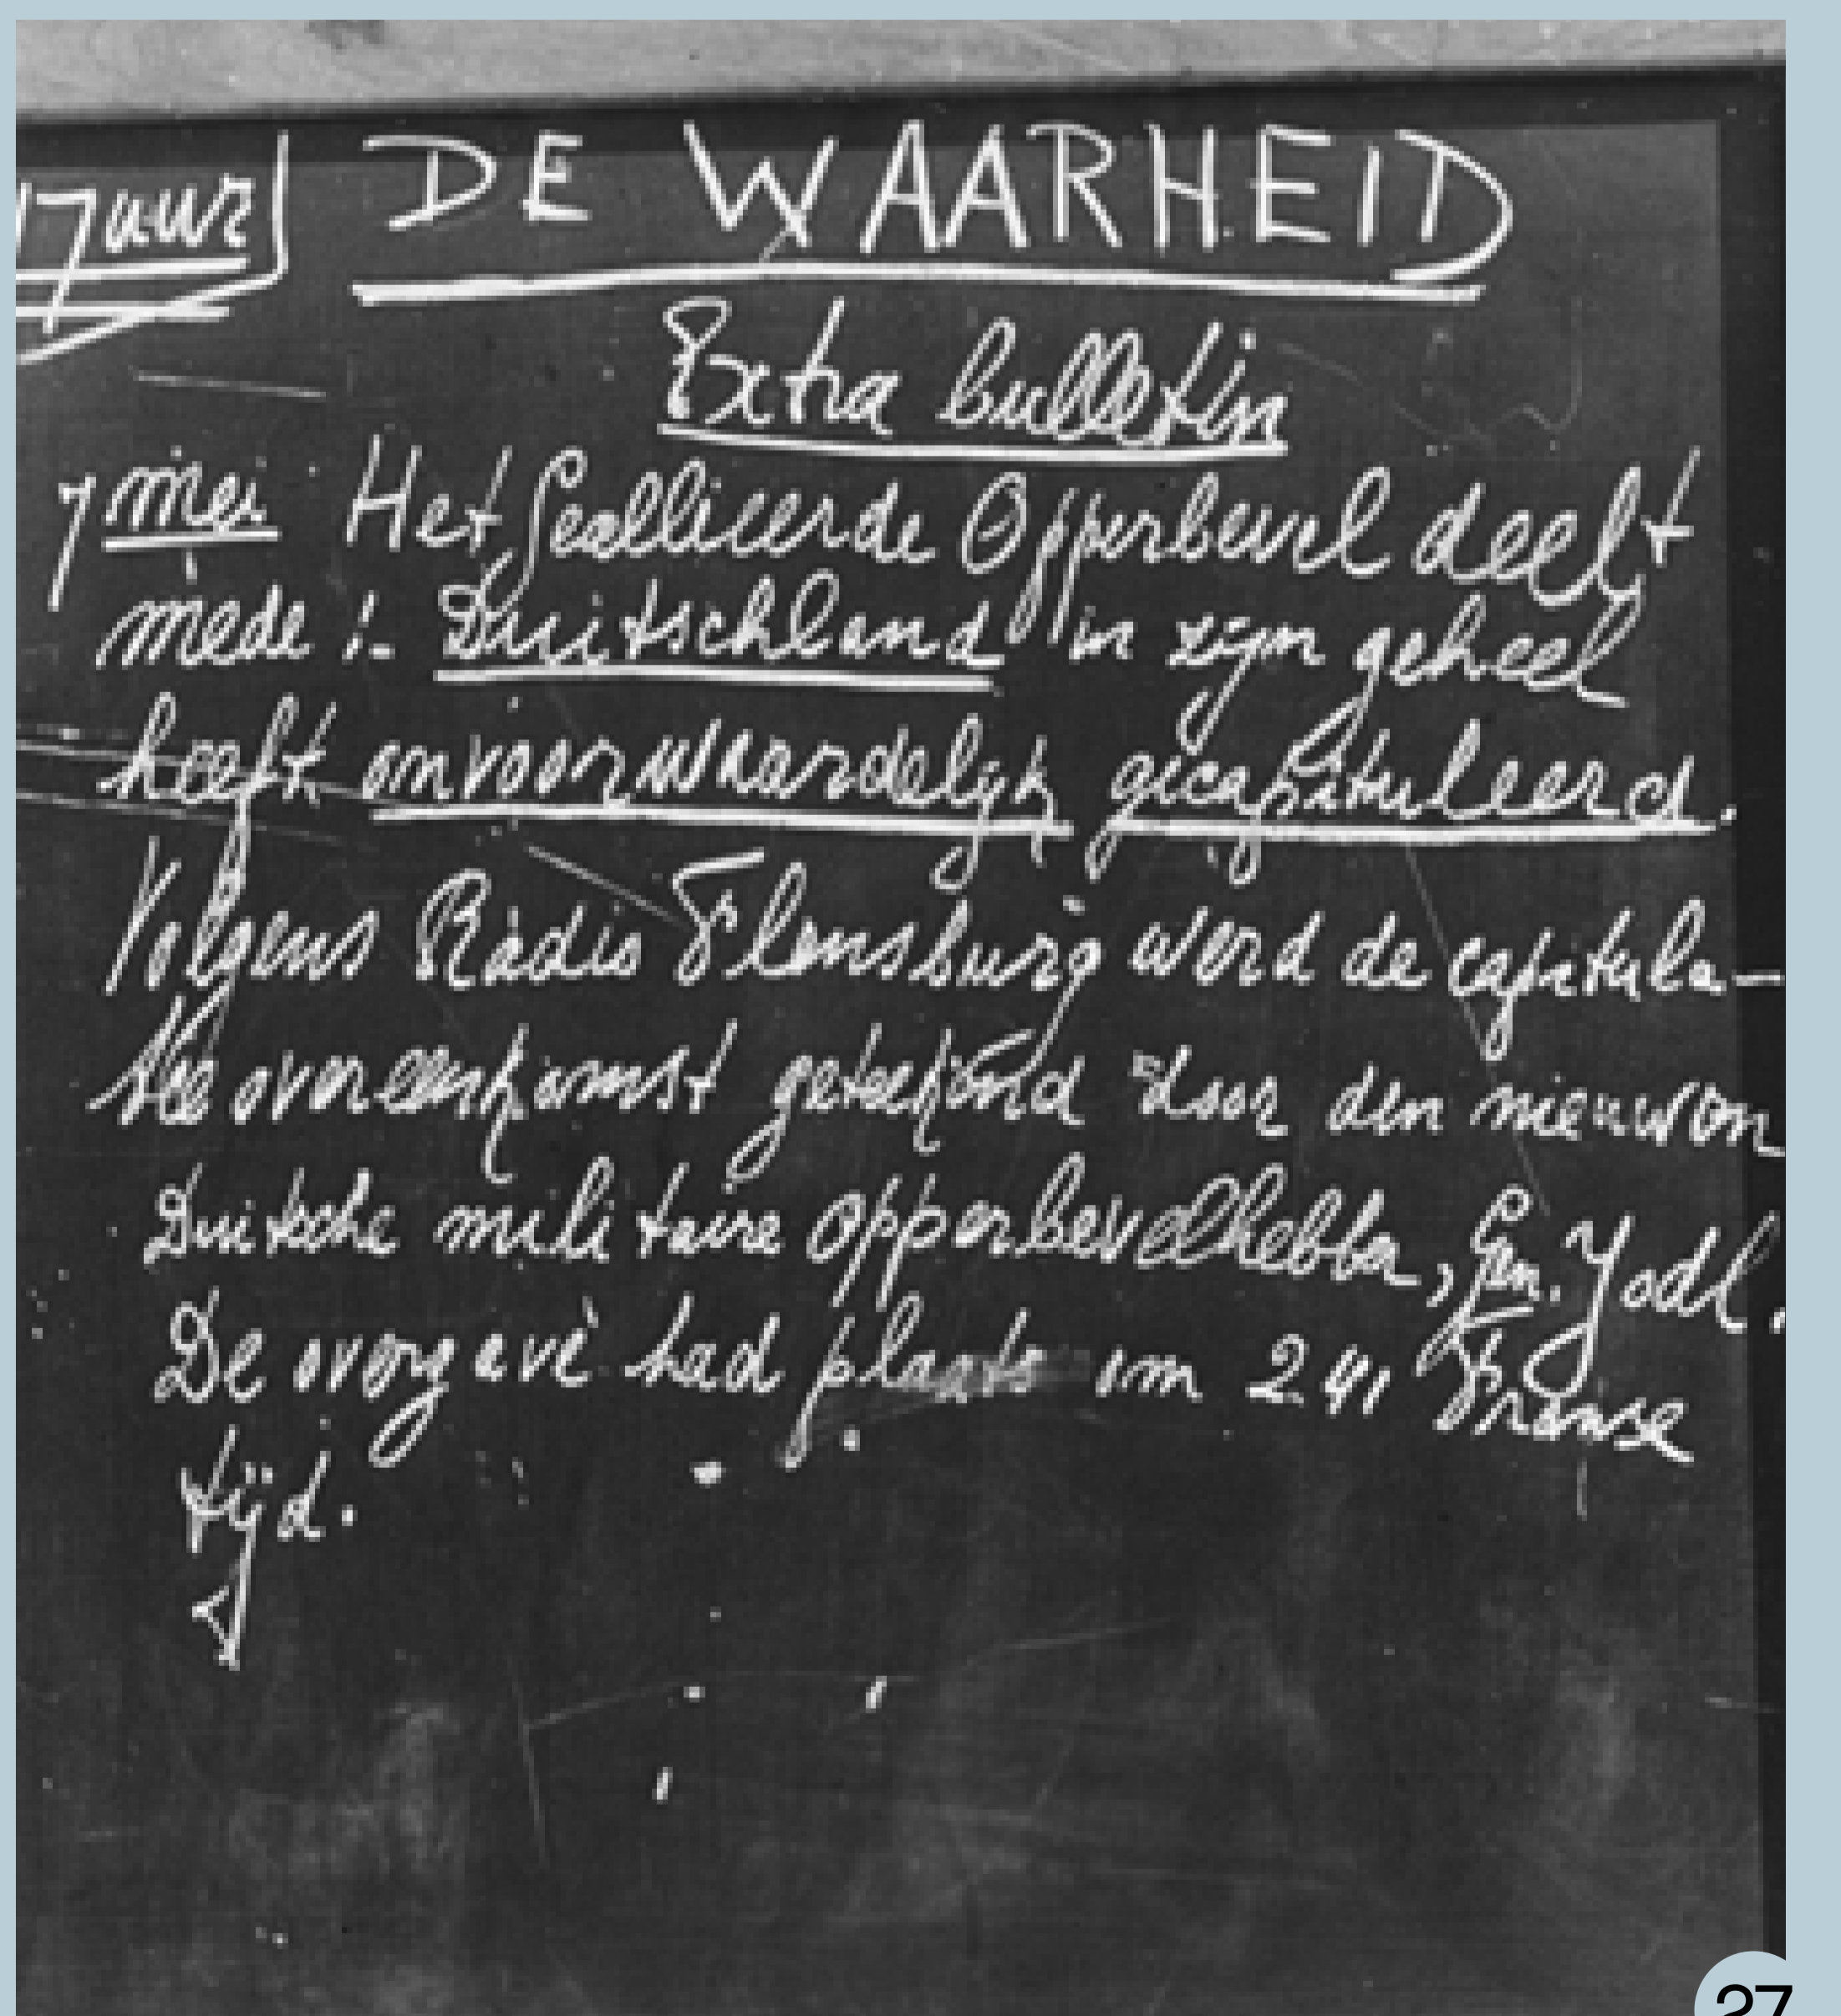 17 uur DE WAARHEID
Extra bulletin
7 mei Het Geallieerde Opperbevel deelt
mede :- Duitschland in zijn geheel
heeft onvoorwaardelijk gecapituleerd.
Volgens Radio Flensburg werd de capitula-
tie overeenkomst getekend door den nieuwen
Duitsche militaire opperbevelhebber, Gen. Jodl.
De overgave had plaats om 2.41 Franse
tijd.
27